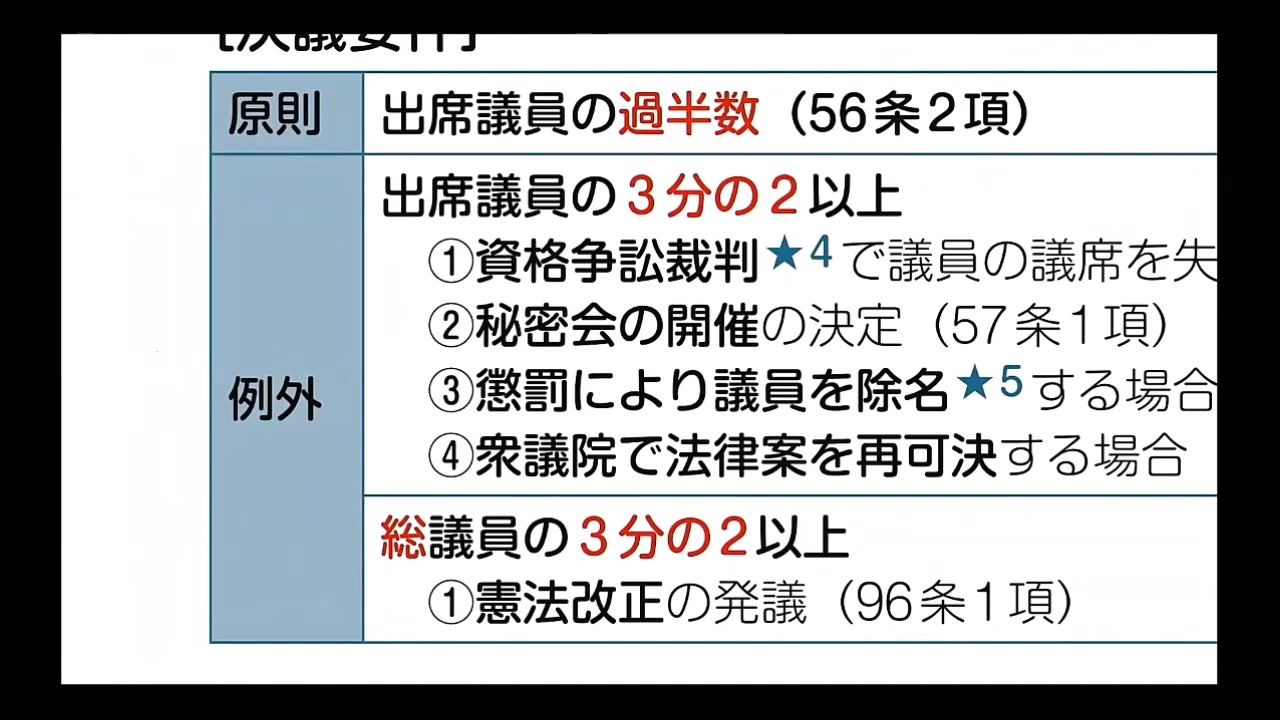 [決議要件]
原則
出席議員の過半数（56条2項）
例外
出席議員の3分の2以上
①資格争訟裁判★4で議員の議席を失
②秘密会の開催の決定（57条1項）
③懲罰により議員を除名★5する場合
④衆議院で法律案を再可決する場合
総議員の3分の2以上
①憲法改正の発議（96条1項）